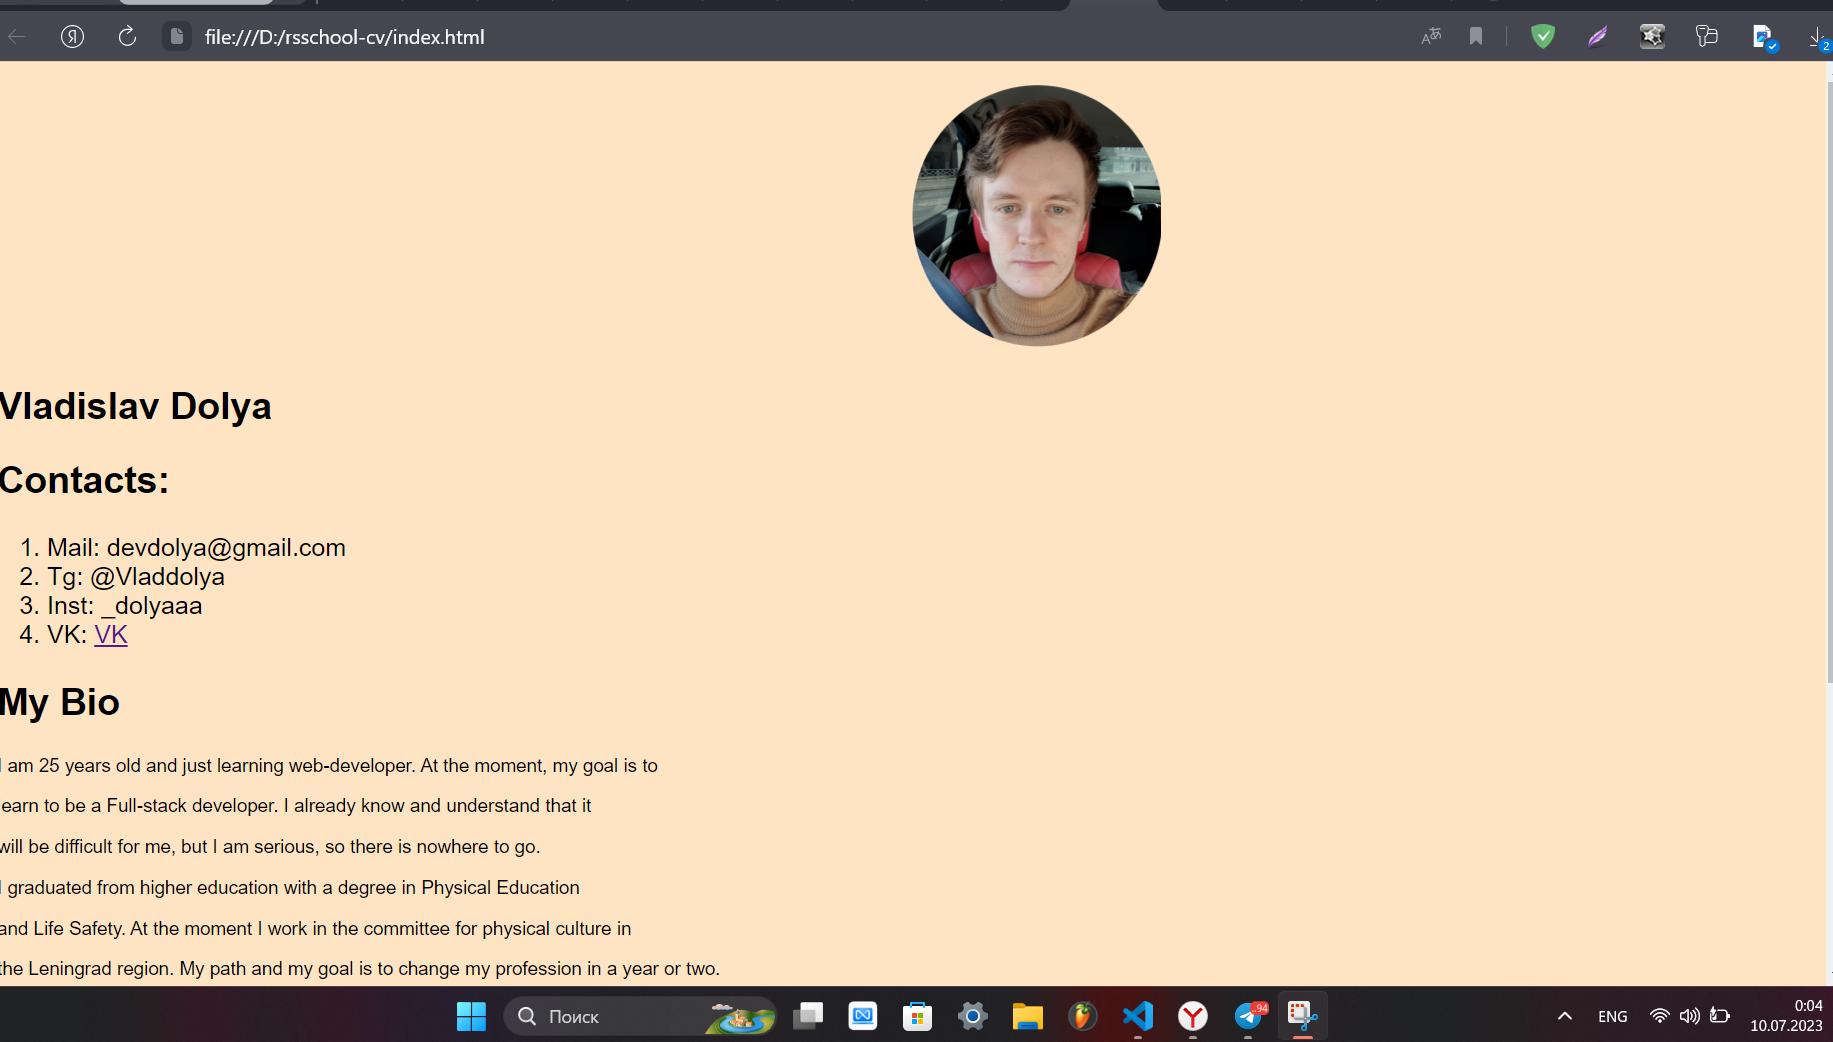 file:///D:/rsschool-cv/index.html
2
Vladislav Dolya
Contacts:
1. Mail: devdolya@gmail.com
2. Tg: @Vladdolya
3. Inst: _dolyaaa
4. VK: VK
My Bio
I am 25 years old and just learning web-developer. At the moment, my goal is to
learn to be a Full-stack developer. I already know and understand that it
will be difficult for me, but I am serious, so there is nowhere to go.
I graduated from higher education with a degree in Physical Education
and Life Safety. At the moment I work in the committee for physical culture in
the Leningrad region. My path and my goal is to change my profession in a year or two.
Поиск
94
ENG
0:04
10.07.2023